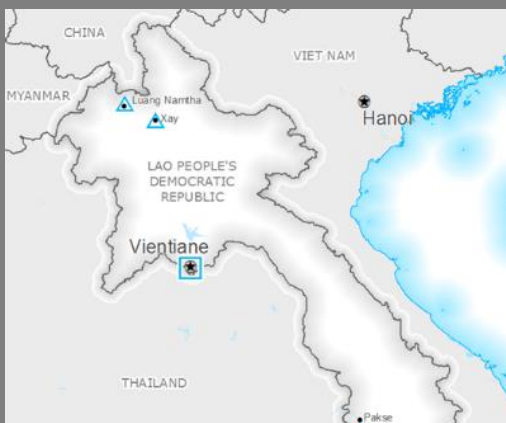 CHINA
VIET NAM
MYANMAR
Luang Namtha
Hanoi
Xay
LAO PEOPLE'S
DEMOCRATIC
REPUBLIC
Vientiane
THAILAND
Pakse